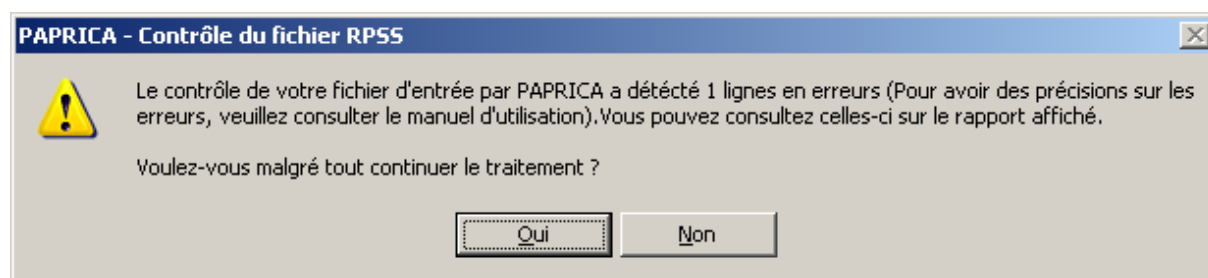 PAPRICA - Contrôle du fichier RPSS
Le contrôle de votre fichier d'entrée par PAPRICA a détécté 1 lignes en erreurs (Pour avoir des précisions sur les
erreurs, veuillez consulter le manuel d'utilisation).Vous pouvez consultez celles-ci sur le rapport affiché.
Voulez-vous malgré tout continuer le traitement ?
Oui
Non